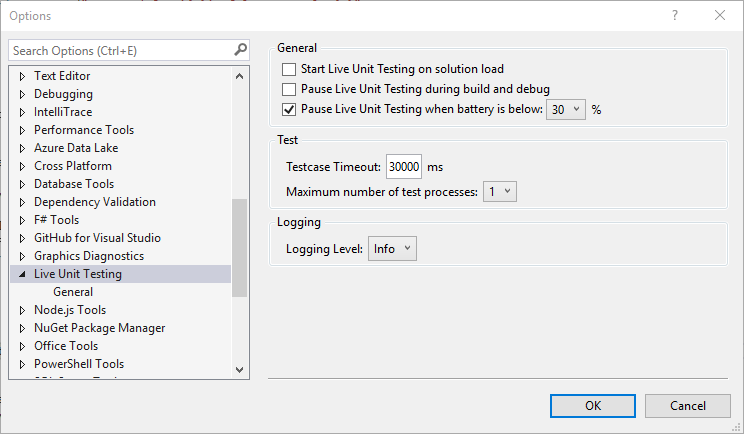 Options
?
Search Options (Ctrl+E)
Text Editor
Debugging
IntelliTrace
Performance Tools
Azure Data Lake
Cross Platform
Database Tools
Dependency Validation
F# Tools
GitHub for Visual Studio
Graphics Diagnostics
Live Unit Testing
General
Node.js Tools
NuGet Package Manager
Office Tools
PowerShell Tools
General
Start Live Unit Testing on solution load
Pause Live Unit Testing during build and debug
Pause Live Unit Testing when battery is below: 30 %
Test
Testcase Timeout: 30000 ms
Maximum number of test processes: 1
Logging
Logging Level: Info
OK
Cancel